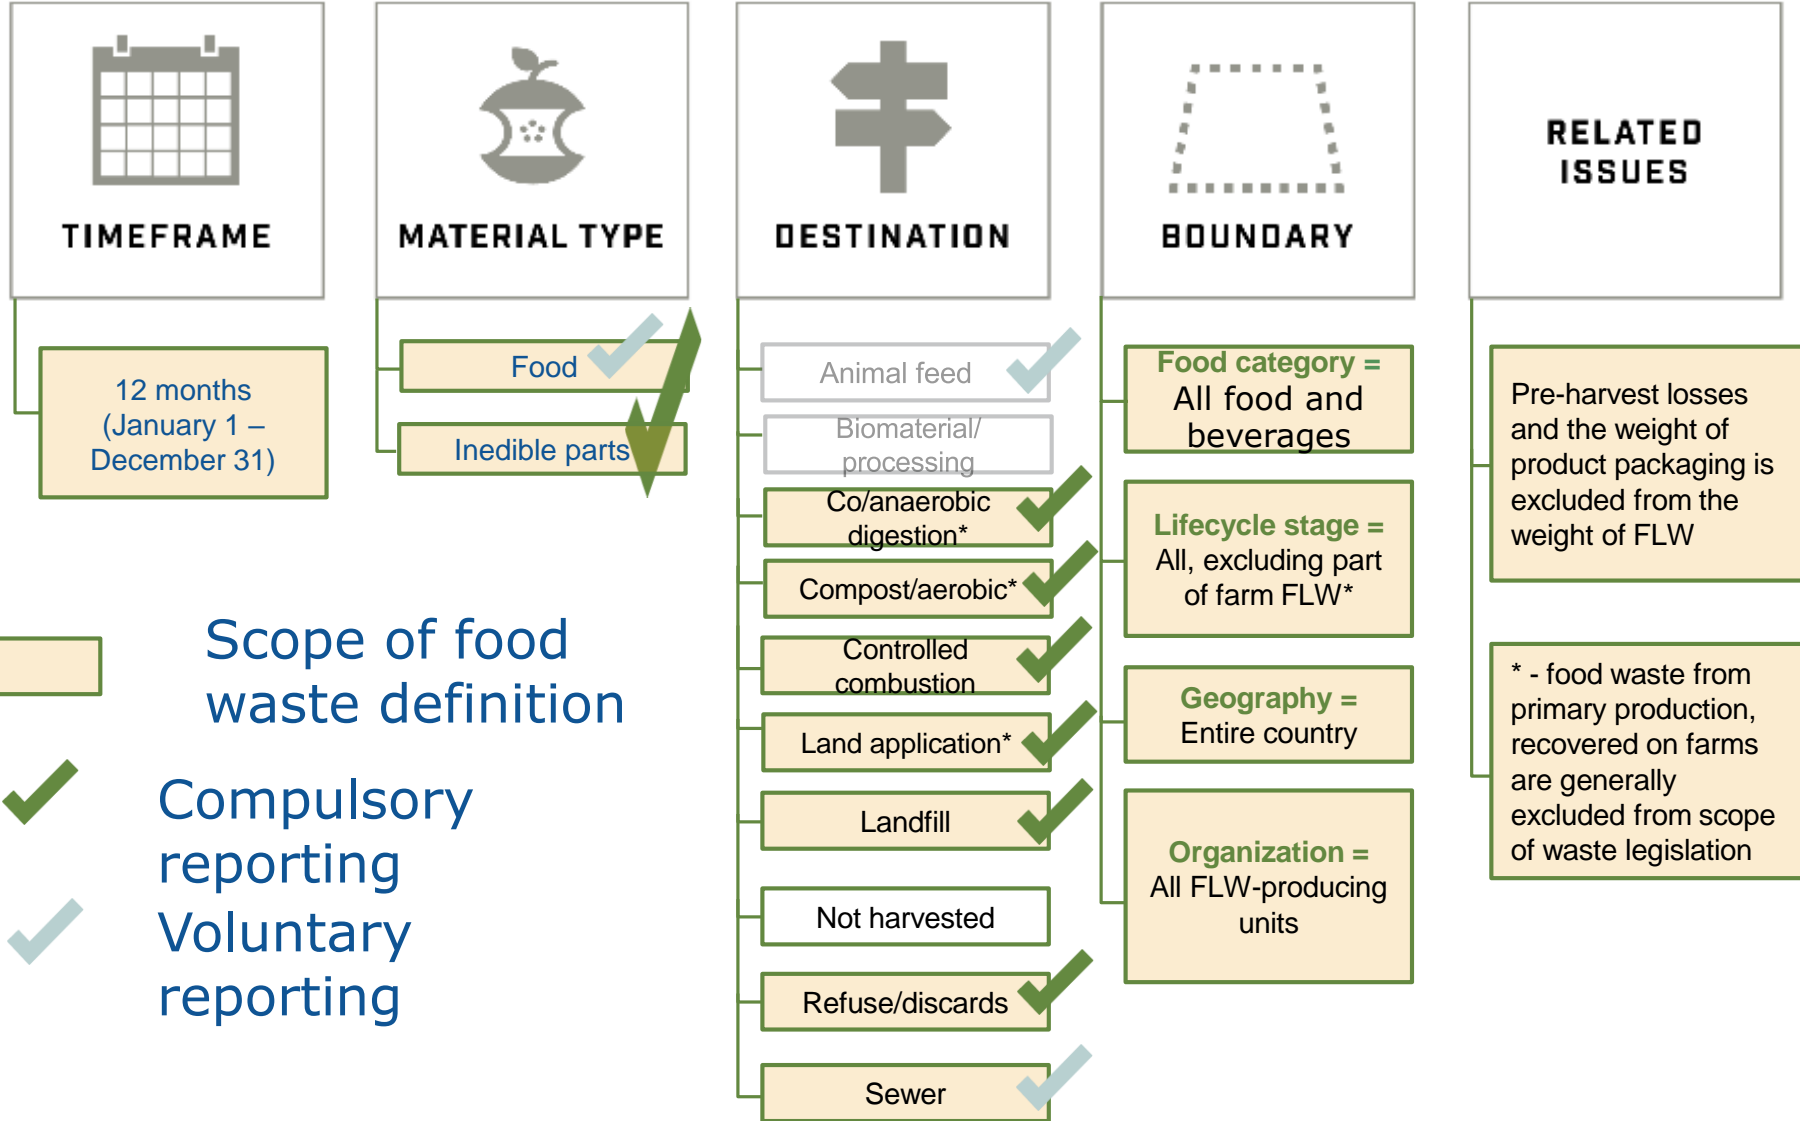 TIMEFRAME
12 months
(January 1 –
December 31)
MATERIAL TYPE
Food
Inedible parts
DESTINATION
Animal feed
Biomaterial/
processing
Co/anaerobic
digestion*
Compost/aerobic*
Controlled
combustion
Land application*
Landfill
Not harvested
Refuse/discards
Sewer
BOUNDARY
Food category =
All food and
beverages
Lifecycle stage =
All, excluding part
of farm FLW*
Geography =
Entire country
Organization =
All FLW-producing
units
RELATED
ISSUES
Pre-harvest losses
and the weight of
product packaging is
excluded from the
weight of FLW
* - food waste from
primary production,
recovered on farms
are generally
excluded from scope
of waste legislation
Scope of food
waste definition
Compulsory
reporting
Voluntary
reporting